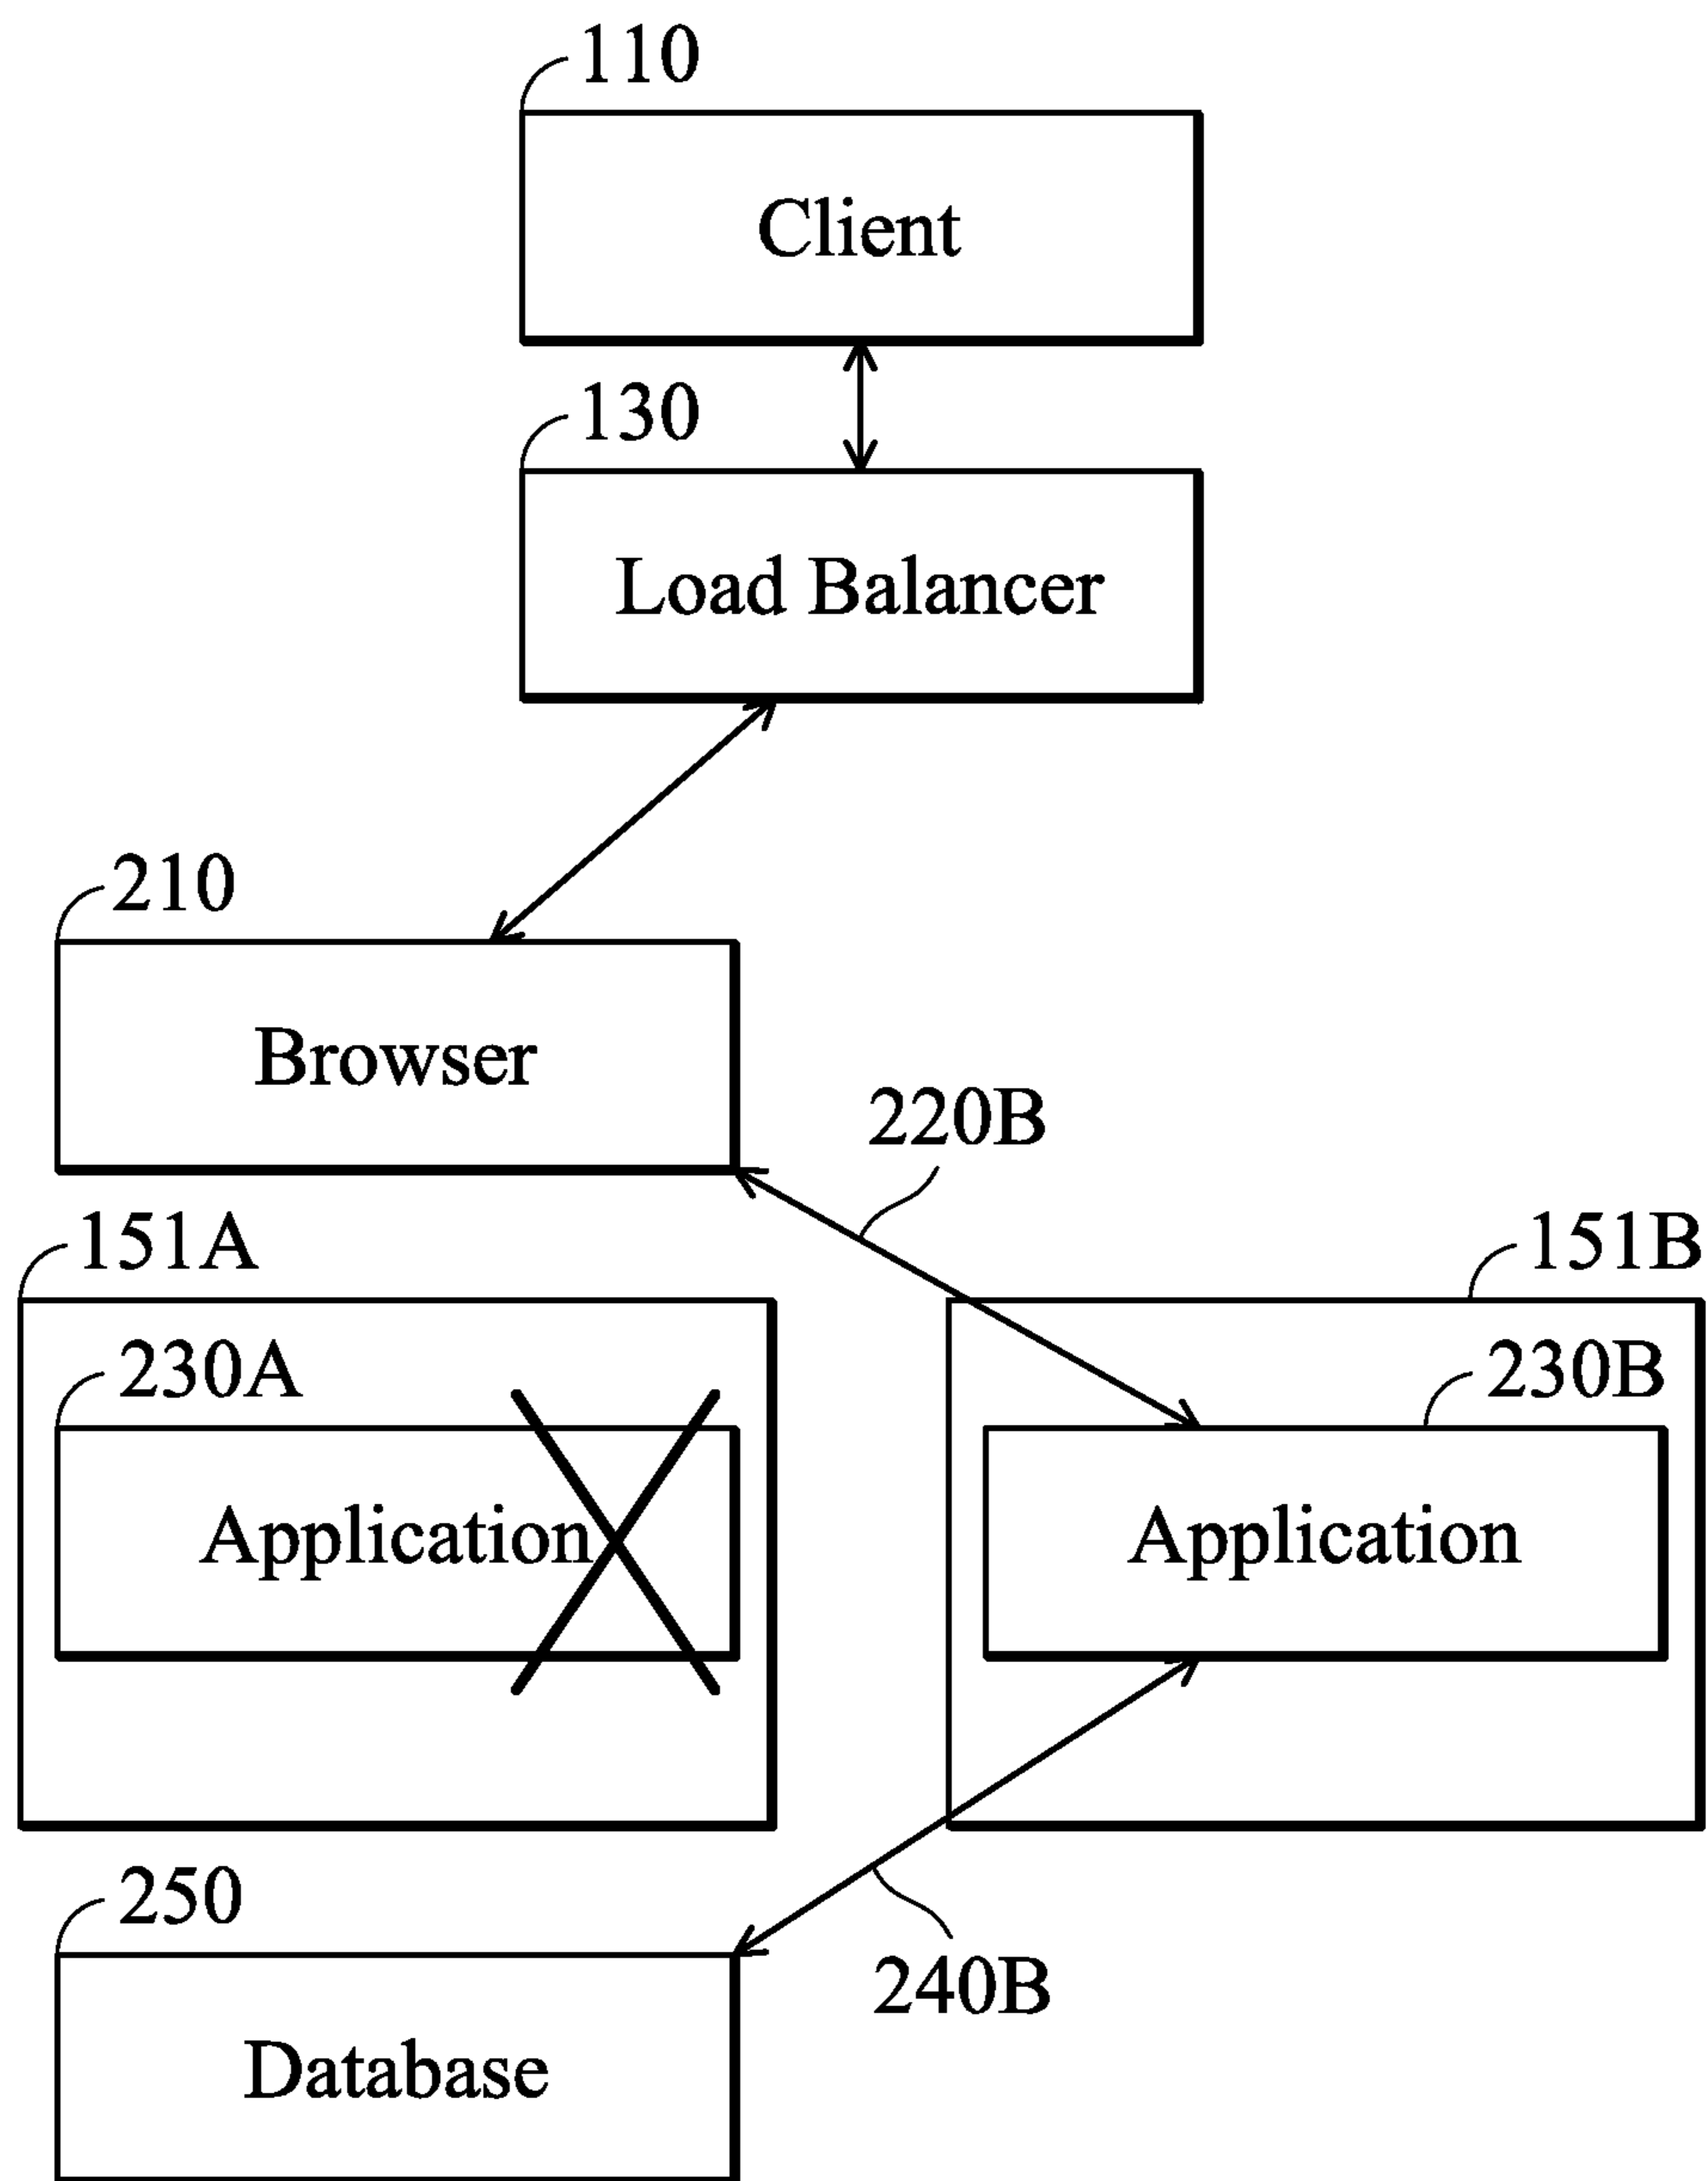 110
Client
130
Load Balancer
210
Browser
220B
151A
151B
230A
230B
Application
Application
250
240B
Database